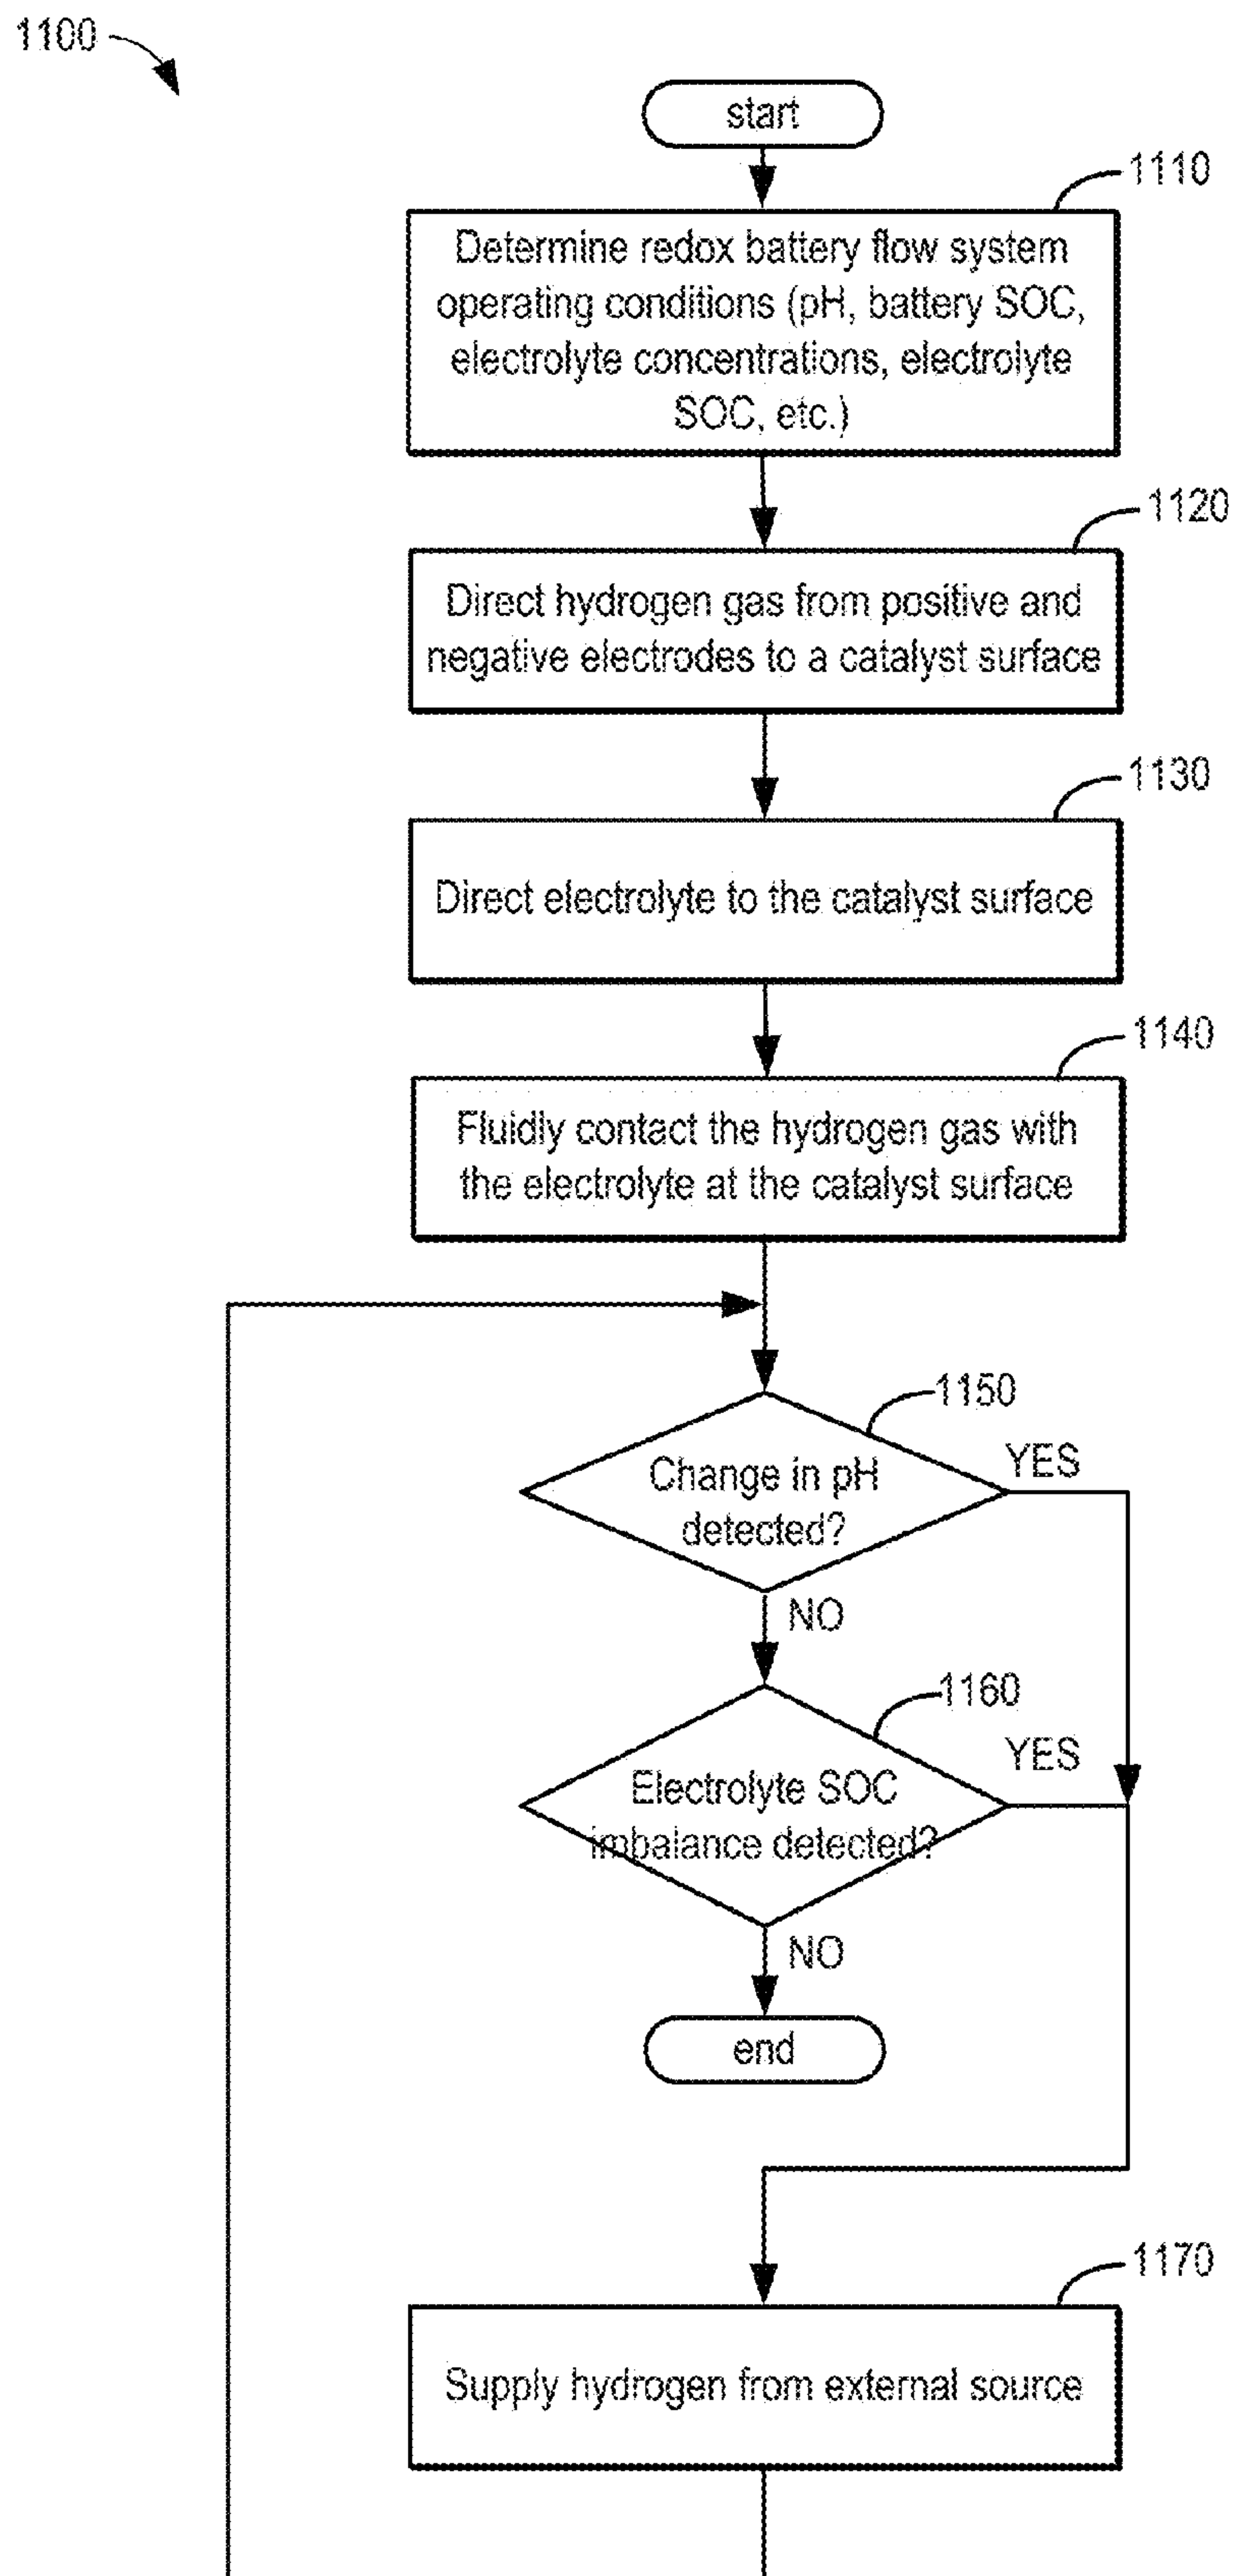 1100
start
1110
Determine redox battery flow system
operating conditions (pH, battery SOC,
electrolyte concentrations, electrolyte
SOC, etc.)
1120
Direct hydrogen gas from positive and
negative electrodes to a catalyst surface
1130
Direct electrolyte to the catalyst surface
1140
Fluidly contact the hydrogen gas with
the electrolyte at the catalyst surface
1150
YES
Change in pH
detected?
NO
1160
YES
Electrolyte SOC
imbalance detected?
NO
end
1170
Supply hydrogen from external source